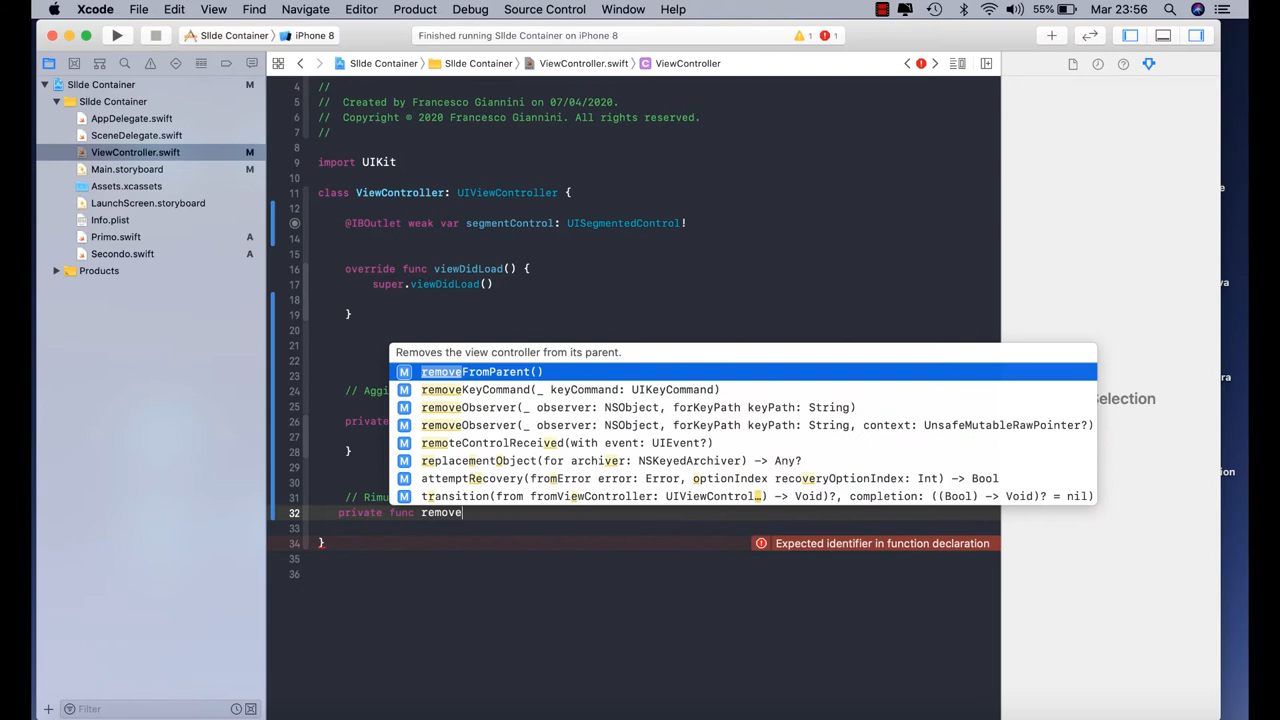 Xcode File Edit View Find Navigate Editor Product Debug Source Control Window Help 55% Mar 23:56
SlIde Container iPhone 8 Finished running SlIde Container on iPhone 8 1 1
SlIde Container SlIde Container ViewController.swift ViewController
SlIde Container M
SlIde Container
AppDelegate.swift
SceneDelegate.swift
ViewController.swift M
Main.storyboard M
Assets.xcassets
LaunchScreen.storyboard
Info.plist
Primo.swift A
Secondo.swift A
Products
Filter
4 //
5 // Created by Francesco Giannini on 07/04/2020.
6 // Copyright © 2020 Francesco Giannini. All rights reserved.
7 //
8
9 import UIKit
10
11 class ViewController: UIViewController {
12
@IBOutlet weak var segmentControl: UISegmentedControl!
14
15
16 override func viewDidLoad() {
17 super.viewDidLoad()
18
19 }
20
21
22
23
24 // Aggi
25
26 private
27
28 }
29
30
31 // Rimu
32 private func remove
33
34 } Expected identifier in function declaration
35
36
Removes the view controller from its parent.
M removeFromParent()
M removeKeyCommand(_ keyCommand: UIKeyCommand)
M removeObserver(_ observer: NSObject, forKeyPath keyPath: String)
M removeObserver(_ observer: NSObject, forKeyPath keyPath: String, context: UnsafeMutableRawPointer?)
M remoteControlReceived(with event: UIEvent?)
M replacementObject(for archiver: NSKeyedArchiver) -> Any?
M attemptRecovery(fromError error: Error, optionIndex recoveryOptionIndex: Int) -> Bool
M transition(from fromViewController: UIViewControl…) -> Void)?, completion: ((Bool) -> Void)? = nil)
Selection
e
va
ra
ion